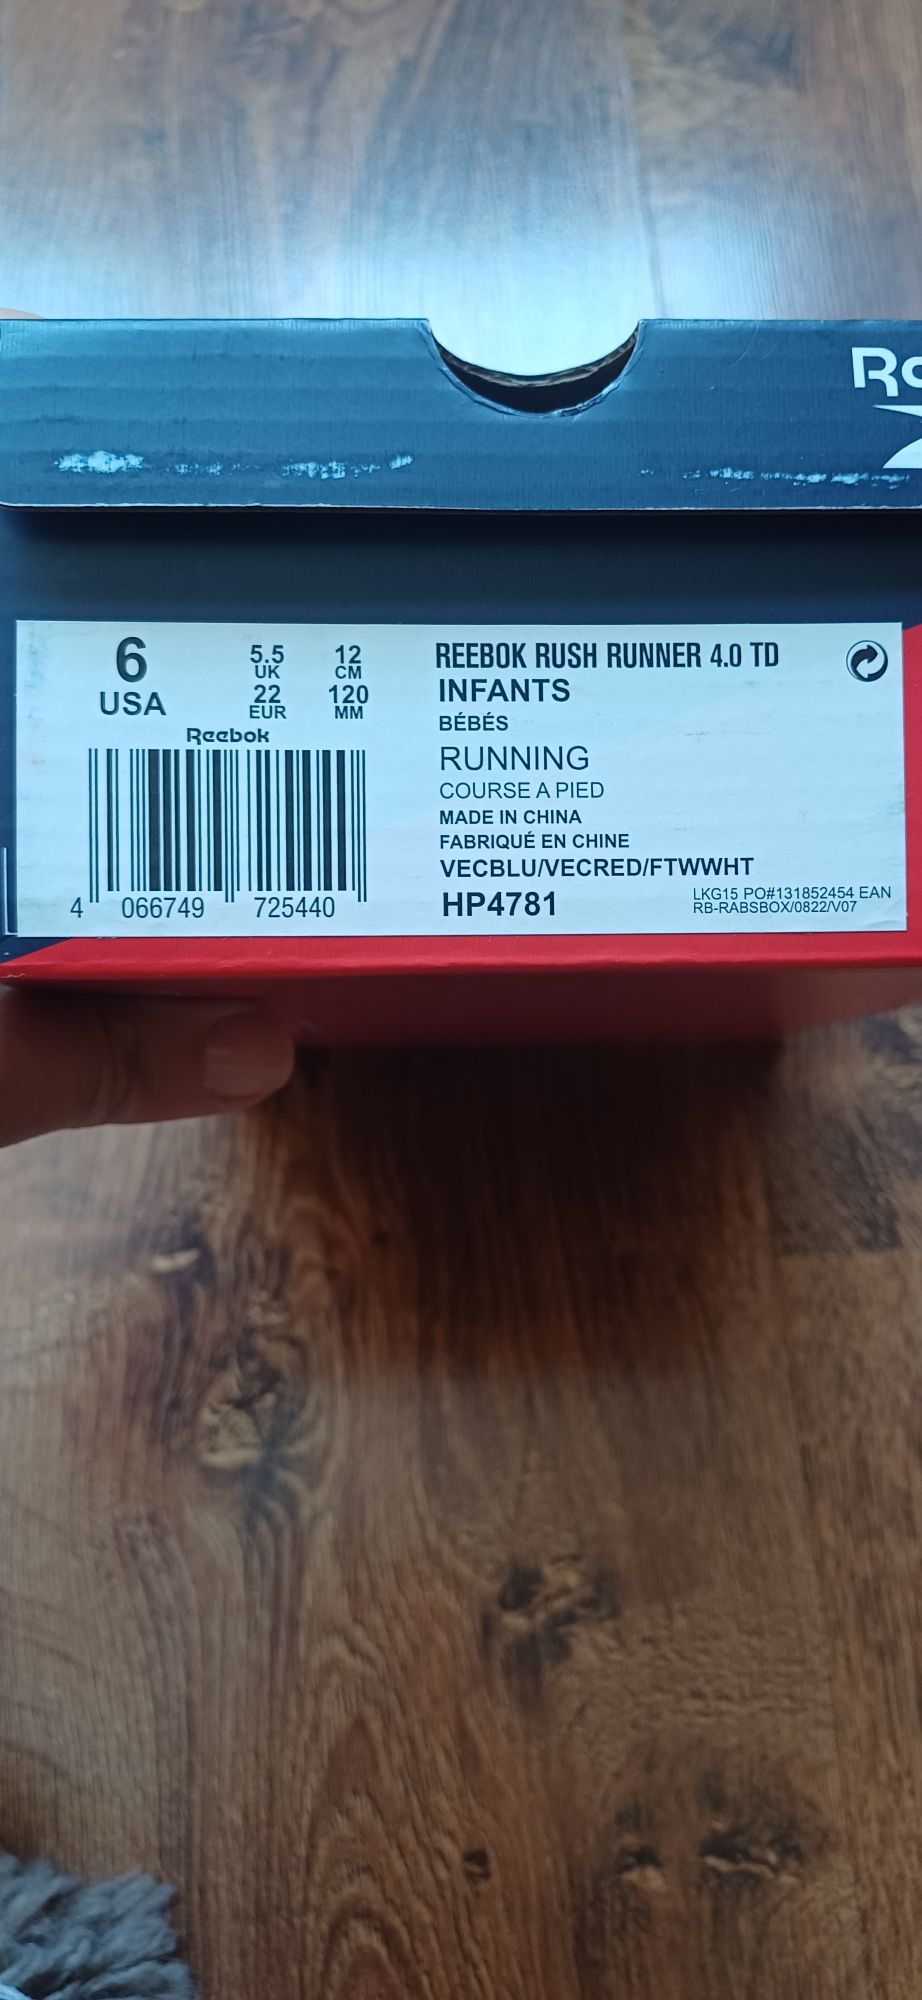 6
USA
5.5
UK
22
EUR
12
CM
120
MM
Reebok
4 066749 725440
REEBOK RUSH RUNNER 4.0 TD
INFANTS
BÉBÉS
RUNNING
COURSE A PIED
MADE IN CHINA
FABRIQUÉ EN CHINE
VECBLU/VECRED/FTWWHT
HP4781
LKG15 PO#131852454 EAN
RB-RABSBOX/0822/V07